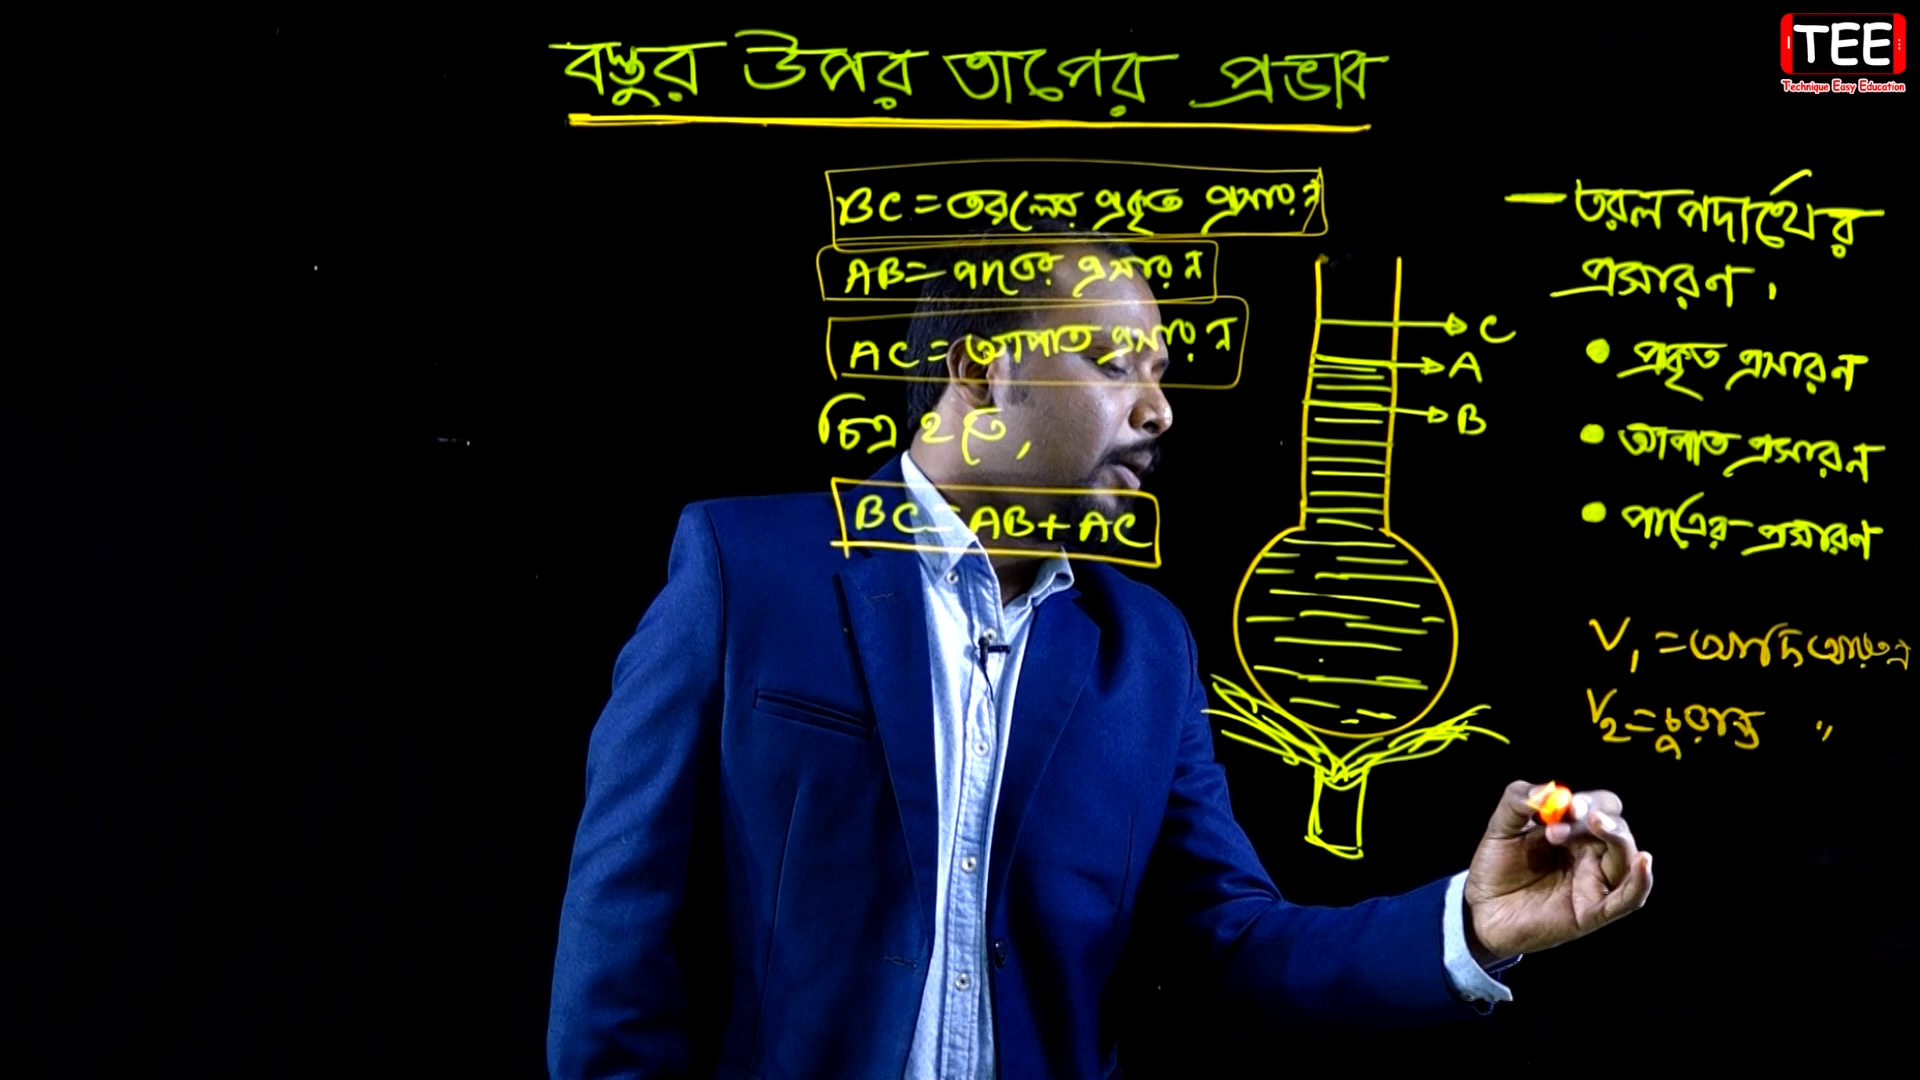 TEE
Technique Easy Education
বস্তুর উপর তাপের প্রভাব
BC = তরলের প্রকৃত প্রসারণ
AB = পাত্রের প্রসারণ
AC = আপাত প্রসারণ
চিত্র হতে,
BC = AB + AC
C
A
B
- তরল পদার্থের
প্রসারণ .
• প্রকৃত প্রসারণ
• আপাত প্রসারণ
• পাত্রের প্রসারণ
V₁ = আদি আয়তন
V₂ = চুরান্ত "